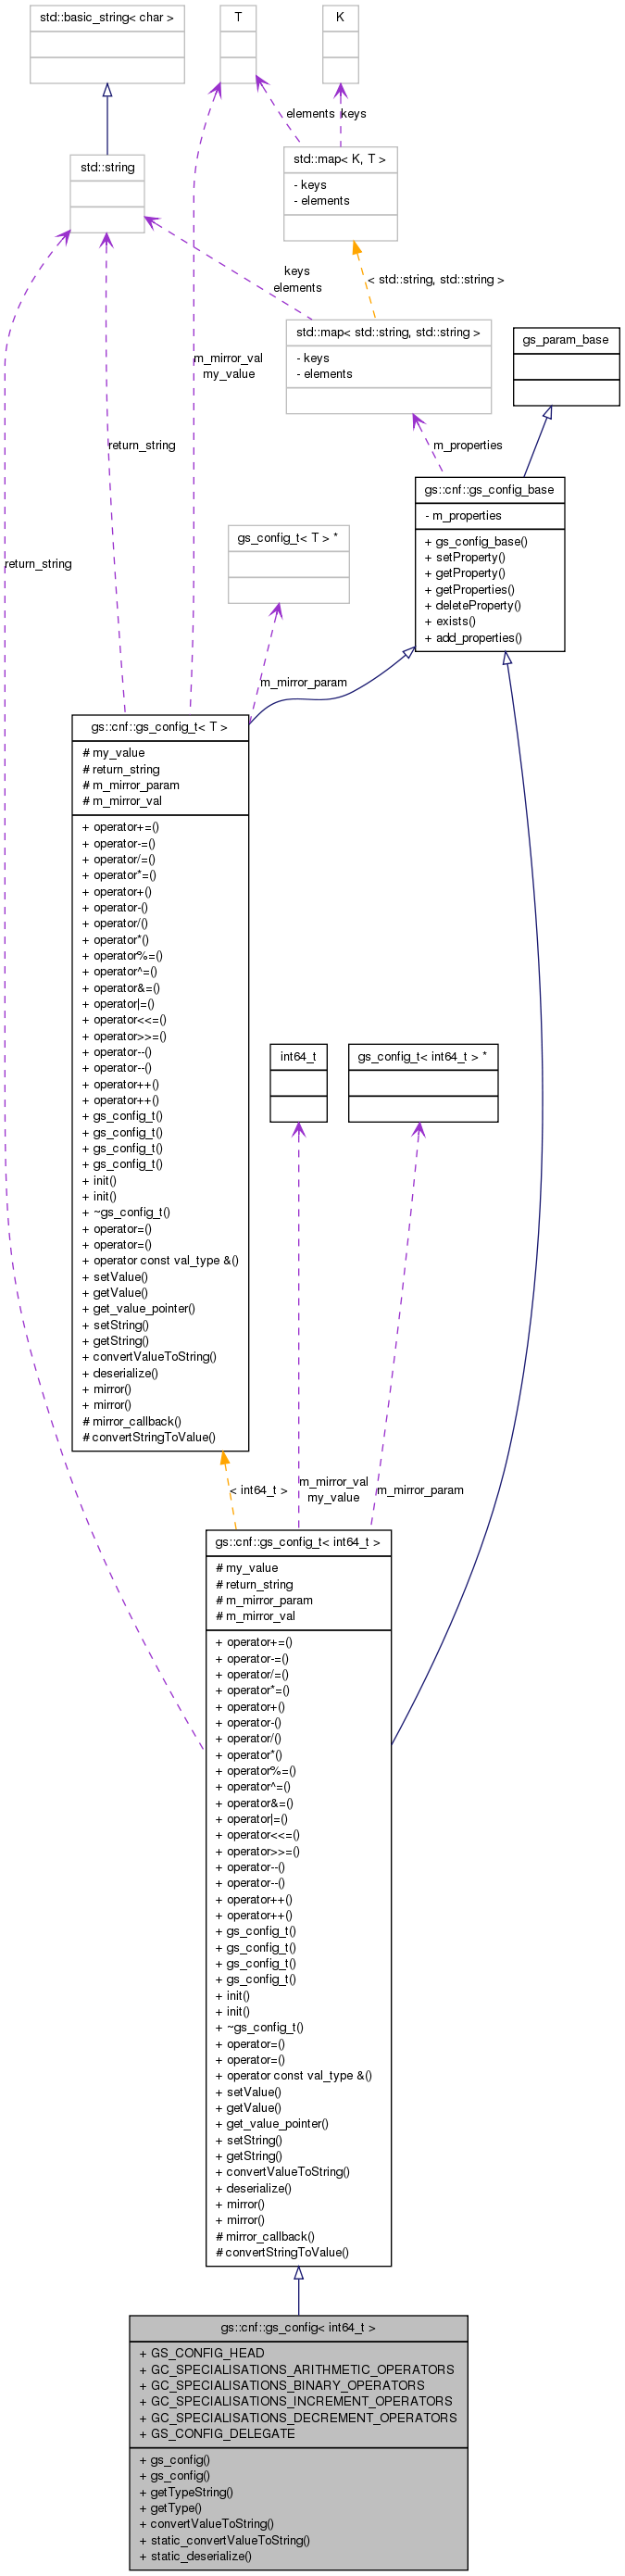 std::basic_string< char >
T
K
elements
keys
std::string
std::map< K, T >
- keys
- elements
keys
elements
< std::string, std::string >
std::map< std::string, std::string >
- keys
- elements
gs_param_base
m_mirror_val
my_value
return_string
m_properties
gs::cnf::gs_config_base
- m_properties
+ gs_config_base()
+ setProperty()
+ getProperty()
+ getProperties()
+ deleteProperty()
+ exists()
+ add_properties()
gs_config_t< T > *
return_string
m_mirror_param
gs::cnf::gs_config_t< T >
# my_value
# return_string
# m_mirror_param
# m_mirror_val
+ operator+=()
+ operator-=()
+ operator/=()
+ operator*=()
+ operator+()
+ operator-()
+ operator/()
+ operator*()
+ operator%=()
+ operator^=()
+ operator&=()
+ operator|=()
+ operator<<=()
+ operator>>=()
+ operator--()
+ operator--()
+ operator++()
+ operator++()
+ gs_config_t()
+ gs_config_t()
+ gs_config_t()
+ gs_config_t()
+ init()
+ init()
+ ~gs_config_t()
+ operator=()
+ operator=()
+ operator const val_type &()
+ setValue()
+ getValue()
+ get_value_pointer()
+ setString()
+ getString()
+ convertValueToString()
+ deserialize()
+ mirror()
+ mirror()
# mirror_callback()
# convertStringToValue()
int64_t
gs_config_t< int64_t > *
< int64_t >
m_mirror_val
my_value
m_mirror_param
gs::cnf::gs_config_t< int64_t >
# my_value
# return_string
# m_mirror_param
# m_mirror_val
+ operator+=()
+ operator-=()
+ operator/=()
+ operator*=()
+ operator+()
+ operator-()
+ operator/()
+ operator*()
+ operator%=()
+ operator^=()
+ operator&=()
+ operator|=()
+ operator<<=()
+ operator>>=()
+ operator--()
+ operator--()
+ operator++()
+ operator++()
+ gs_config_t()
+ gs_config_t()
+ gs_config_t()
+ gs_config_t()
+ init()
+ init()
+ ~gs_config_t()
+ operator=()
+ operator=()
+ operator const val_type &()
+ setValue()
+ getValue()
+ get_value_pointer()
+ setString()
+ getString()
+ convertValueToString()
+ deserialize()
+ mirror()
+ mirror()
# mirror_callback()
# convertStringToValue()
gs::cnf::gs_config< int64_t >
+ GS_CONFIG_HEAD
+ GC_SPECIALISATIONS_ARITHMETIC_OPERATORS
+ GC_SPECIALISATIONS_BINARY_OPERATORS
+ GC_SPECIALISATIONS_INCREMENT_OPERATORS
+ GC_SPECIALISATIONS_DECREMENT_OPERATORS
+ GS_CONFIG_DELEGATE
+ gs_config()
+ gs_config()
+ getTypeString()
+ getType()
+ convertValueToString()
+ static_convertValueToString()
+ static_deserialize()